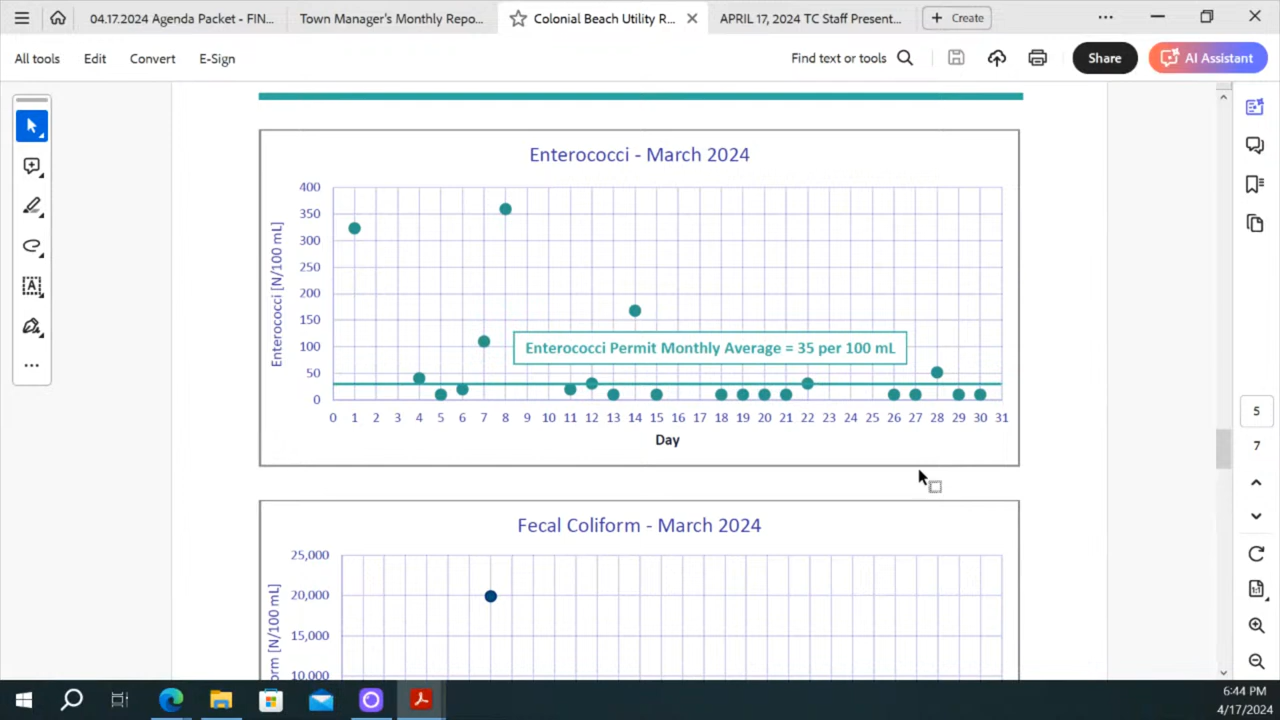 04.17.2024 Agenda Packet - FIN...
Town Manager's Monthly Repo...
Colonial Beach Utility R...
APRIL 17, 2024 TC Staff Present...
Create
All tools
Edit
Convert
E-Sign
Find text or tools
Share
AI Assistant
Enterococci - March 2024
Enterococci [N/100 mL]
400
350
300
250
200
150
100
50
0
Enterococci Permit Monthly Average = 35 per 100 mL
0 1 2 3 4 5 6 7 8 9 10 11 12 13 14 15 16 17 18 19 20 21 22 23 24 25 26 27 28 29 30 31
Day
5
7
Fecal Coliform - March 2024
orm [N/100 mL]
25,000
20,000
15,000
10,000
6:44 PM
4/17/2024